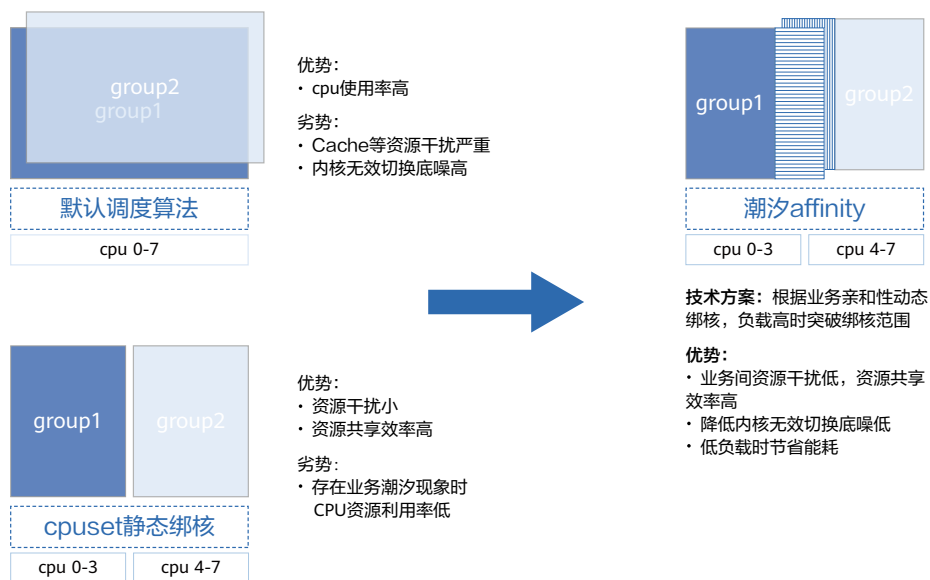 group2
group1
默认调度算法
cpu 0-7
优势：
· cpu使用率高
劣势：
· Cache等资源干扰严重
· 内核无效切换底噪高
group1
group2
cpuset静态绑核
cpu 0-3
cpu 4-7
优势：
· 资源干扰小
· 资源共享效率高
劣势：
· 存在业务潮汐现象时
CPU资源利用率低
group1
group2
潮汐affinity
cpu 0-3
cpu 4-7
技术方案：根据业务亲和性动态
绑核，负载高时突破绑核范围
优势：
· 业务间资源干扰低，资源共享
效率高
· 降低内核无效切换底噪低
· 低负载时节省能耗